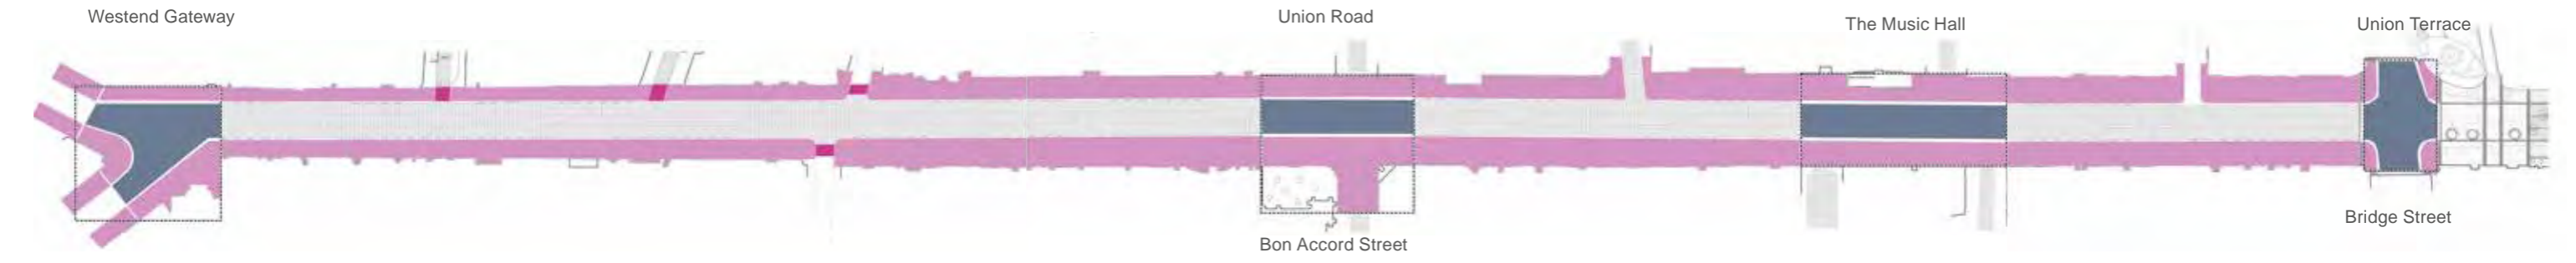 Westend Gateway
Union Road
The Music Hall
Union Terrace
Bridge Street
Bon Accord Street